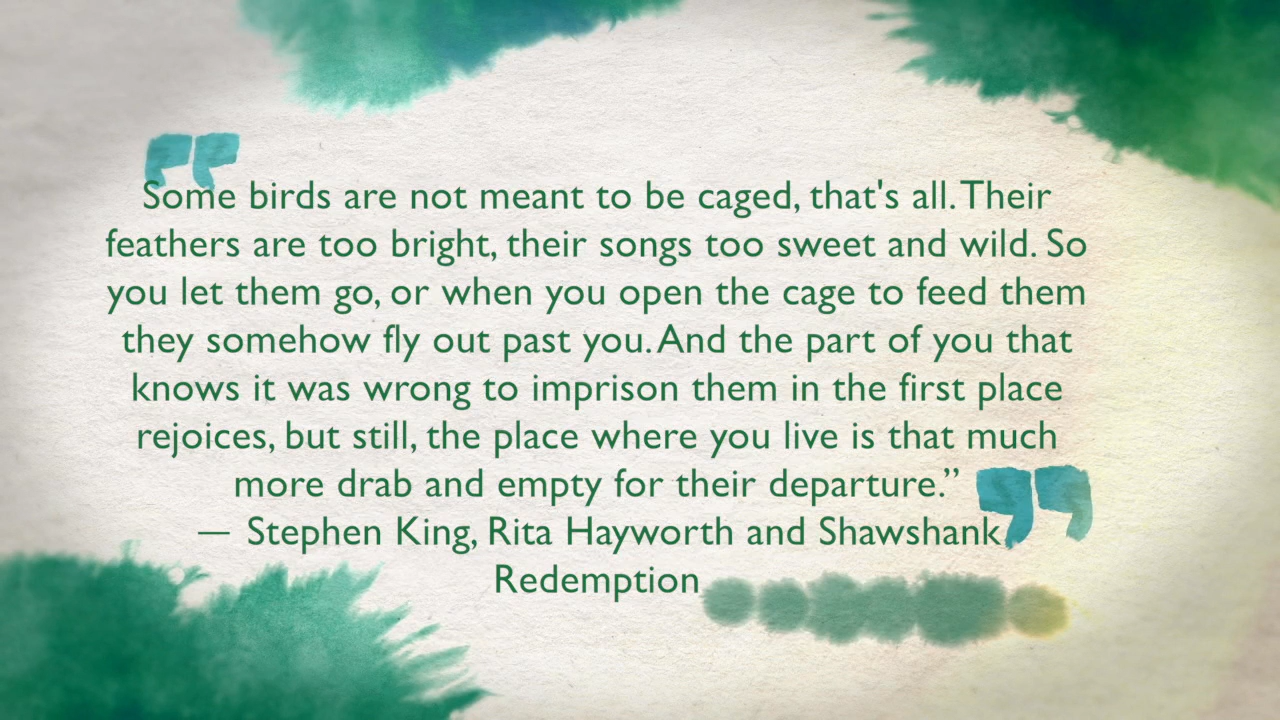 Some birds are not meant to be caged, that's all. Their
feathers are too bright, their songs too sweet and wild. So
you let them go, or when you open the cage to feed them
they somehow fly out past you. And the part of you that
knows it was wrong to imprison them in the first place
rejoices, but still, the place where you live is that much
more drab and empty for their departure.”
— Stephen King, Rita Hayworth and Shawshank
Redemption